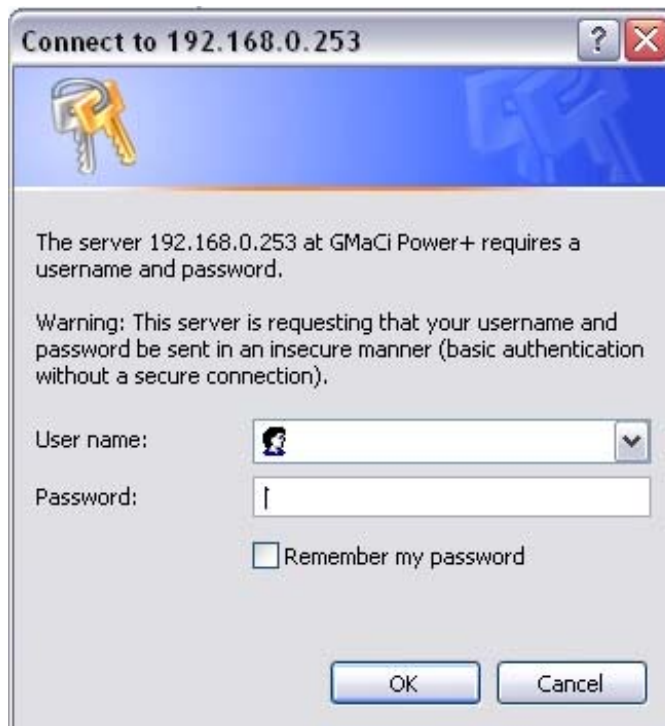 Connect to 192.168.0.253
The server 192.168.0.253 at GMaCi Power+ requires a
username and password.
Warning: This server is requesting that your username and
password be sent in an insecure manner (basic authentication
without a secure connection).
User name:
Password:
Remember my password
OK
Cancel